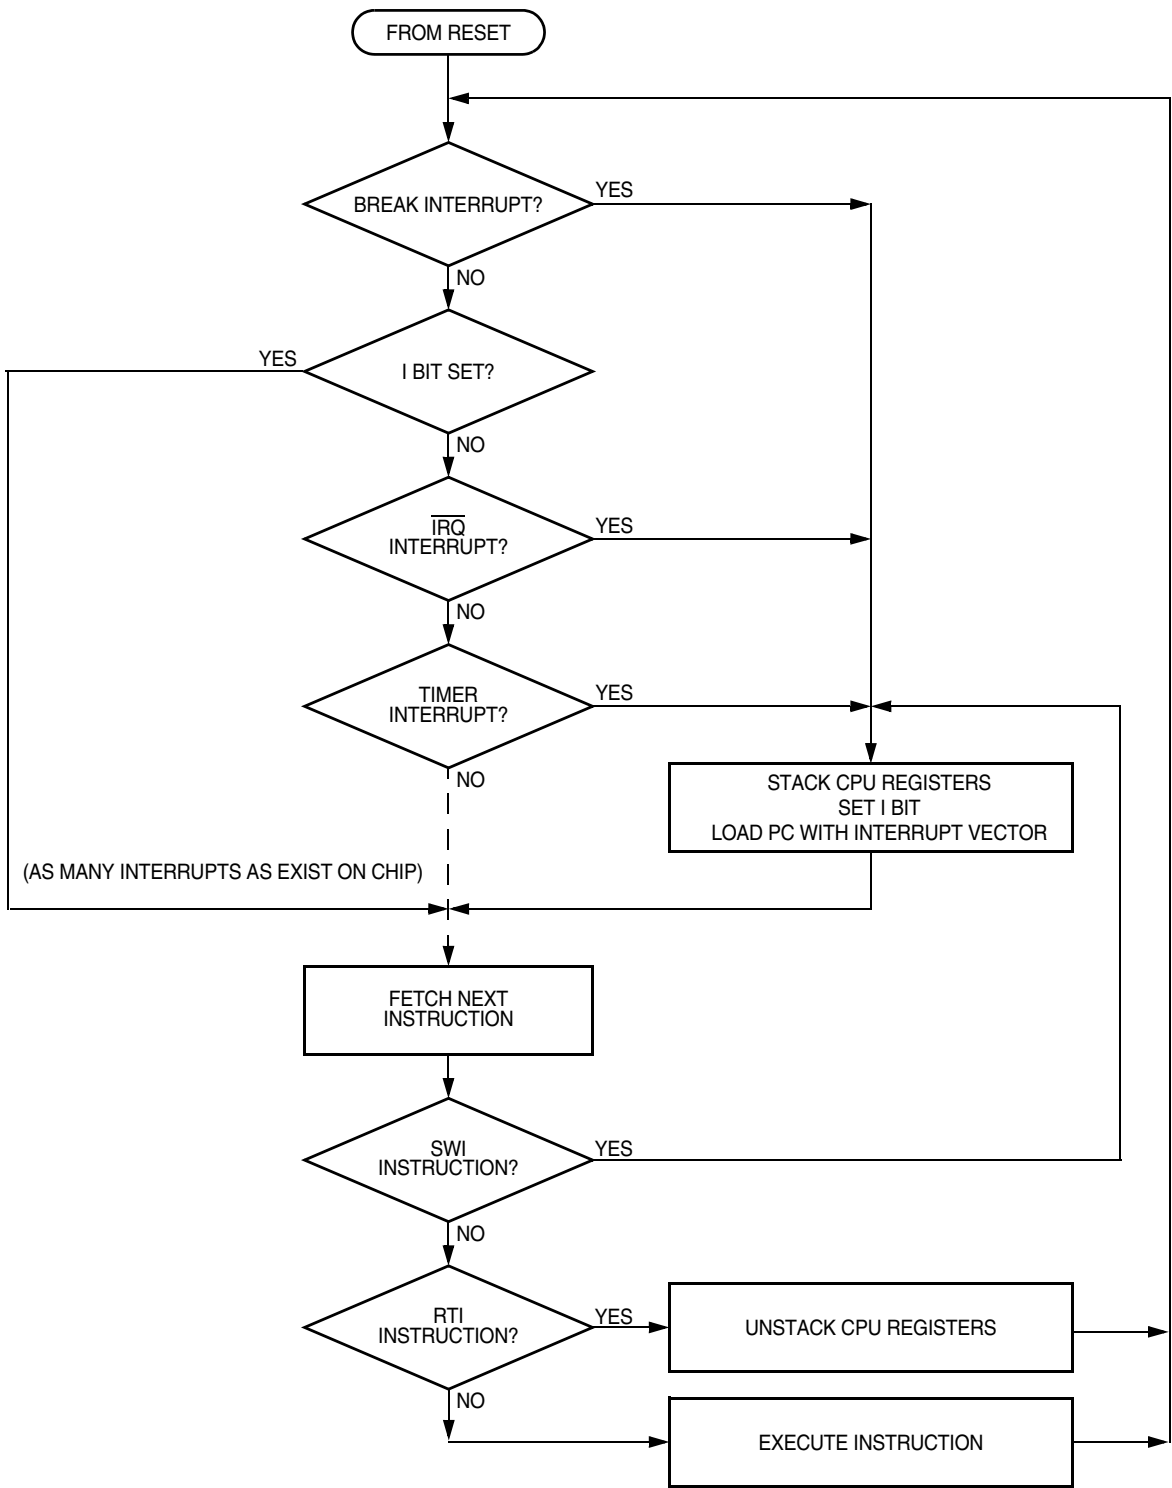 FROM RESET
BREAK INTERRUPT?
YES
NO
YES
I BIT SET?
NO
IRQ
INTERRUPT?
YES
NO
TIMER
INTERRUPT?
YES
NO
STACK CPU REGISTERS
SET I BIT
LOAD PC WITH INTERRUPT VECTOR
(AS MANY INTERRUPTS AS EXIST ON CHIP)
FETCH NEXT
INSTRUCTION
SWI
INSTRUCTION?
YES
NO
RTI
INSTRUCTION?
YES
UNSTACK CPU REGISTERS
NO
EXECUTE INSTRUCTION